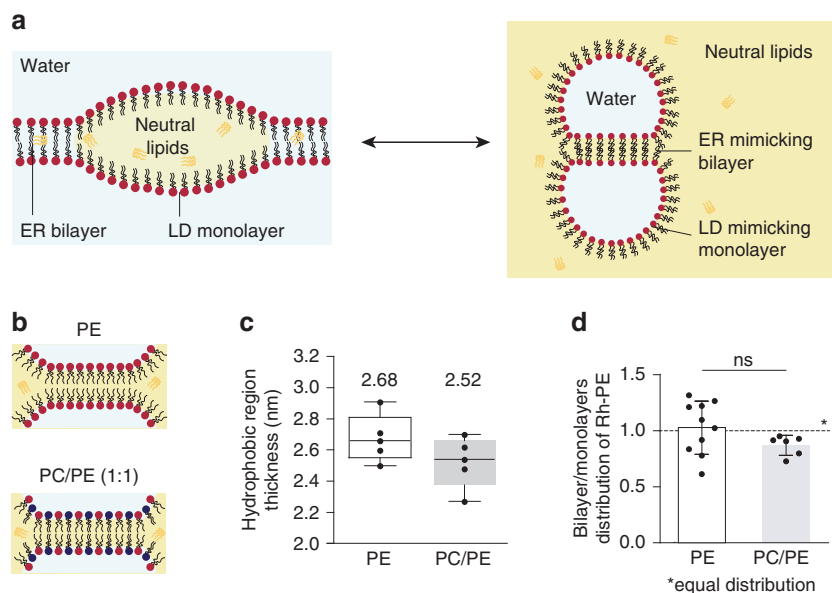 a
Water
Neutral
lipids
ER bilayer
LD monolayer
Neutral lipids
Water
ER mimicking
bilayer
LD mimicking
monolayer
b
PE
PC/PE (1:1)
c
Hydrophobic region
thickness (nm)
3.2
3.0
2.8
2.6
2.4
2.2
2.0
2.68
2.52
PE
PC/PE
d
Bilayer/monolayers
distribution of Rh-PE
1.5
1.0
0.5
0.0
ns
*
PE
PC/PE
*equal distribution